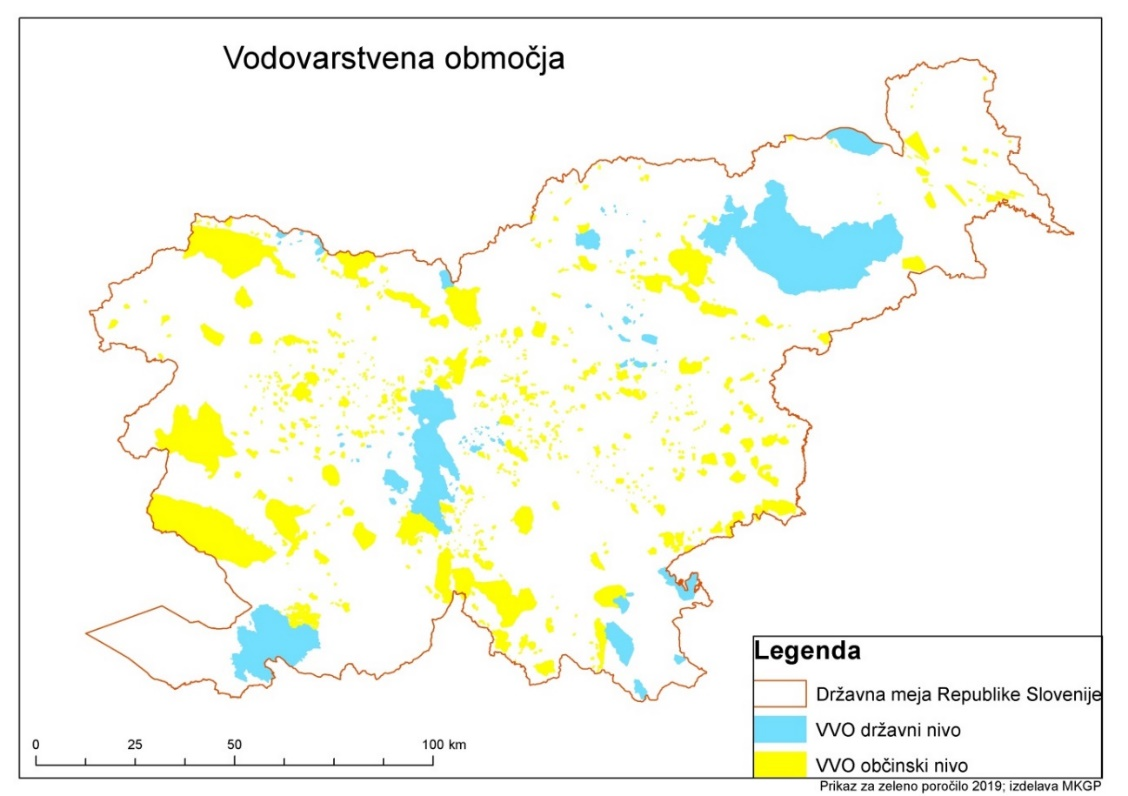 Vodovarstvena območja
Legenda
Državna meja Republike Slovenije
VVO državni nivo
VVO občinski nivo
0 25 50 100 km
Prikaz za zeleno poročilo 2019; izdelava MKGP